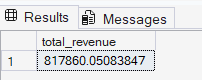 Results Messages
total_revenue
1 817860.05083847